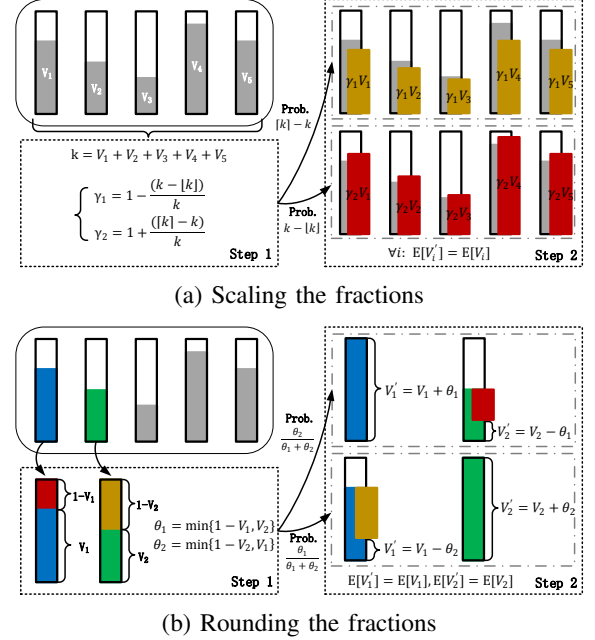 V₁ V₂ V₃ V₄ V₅
k = V₁ + V₂ + V₃ + V₄ + V₅
γ₁ = 1 − (k − ⌊k⌋)/k
γ₂ = 1 + (⌈k⌉ − k)/k
Step 1
Prob.
⌈k⌉ − k
Prob.
k − ⌊k⌋
γ₁V₁ γ₁V₂ γ₁V₃ γ₁V₄ γ₁V₅
γ₂V₁ γ₂V₂ γ₂V₃ γ₂V₄ γ₂V₅
∀i: E[V′ᵢ] = E[Vᵢ]
Step 2
(a) Scaling the fractions
1-V₁
V₁
1-V₂
V₂
θ₁ = min{1 − V₁, V₂}
θ₂ = min{1 − V₂, V₁}
Step 1
Prob.
θ₂/(θ₁ + θ₂)
Prob.
θ₁/(θ₁ + θ₂)
V′₁ = V₁ + θ₁
V′₂ = V₂ − θ₁
V′₁ = V₁ − θ₂
V′₂ = V₂ + θ₂
E[V′₁] = E[V₁], E[V′₂] = E[V₂]
Step 2
(b) Rounding the fractions